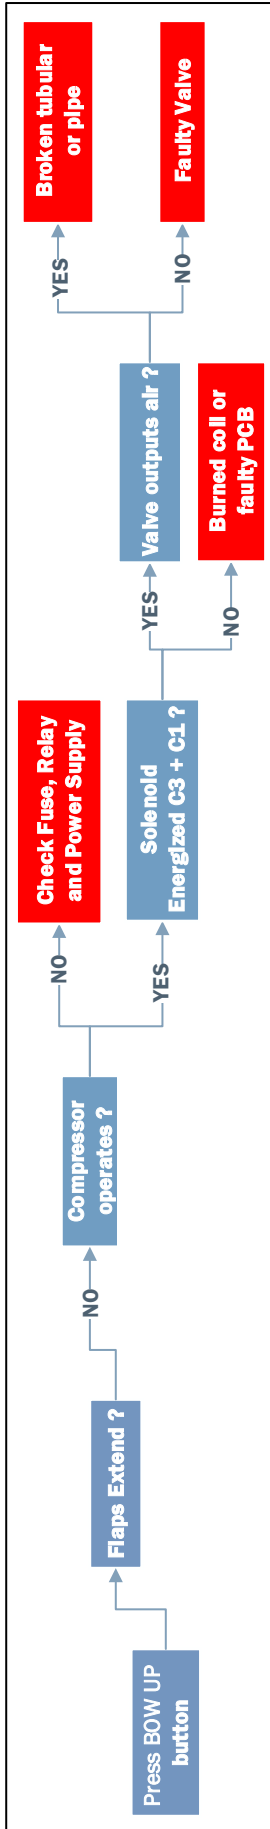 Press BOW UP
button
Flaps Extend ?
NO
Compressor
operates ?
NO
Check Fuse, Relay
and Power Supply
YES
Solenoid
Energized C3 + C1 ?
YES
Valve outputs air ?
NO
Burned coil or
faulty PCB
YES
Broken tubular
or pipe
NO
Faulty Valve